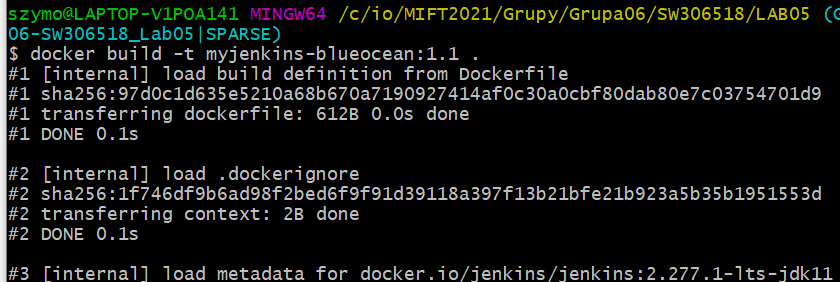 szymo@LAPTOP-V1POA141 MINGW64 /c/io/MIFT2021/Grupy/Grupa06/SW306518/LAB05 (G
06-SW306518_Lab05|SPARSE)
$ docker build -t myjenkins-blueocean:1.1 .
#1 [internal] load build definition from Dockerfile
#1 sha256:97d0c1d635e5210a68b670a7190927414af0c30a0cbf80dab80e7c03754701d9
#1 transferring dockerfile: 612B 0.0s done
#1 DONE 0.1s
#2 [internal] load .dockerignore
#2 sha256:1f746df9b6ad98f2bed6f9f91d39118a397f13b21bfe21b923a5b35b1951553d
#2 transferring context: 2B done
#2 DONE 0.1s
#3 [internal] load metadata for docker.io/jenkins/jenkins:2.277.1-lts-jdk11